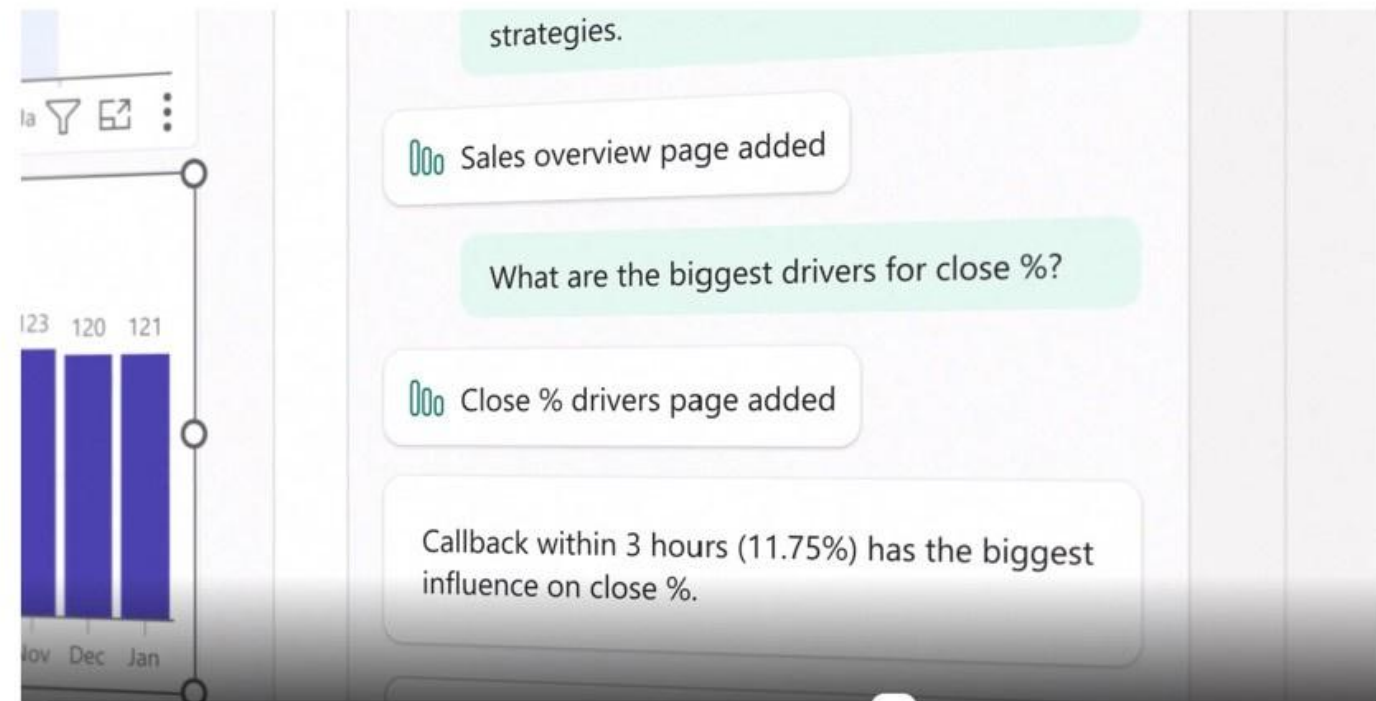 strategies.
Sales overview page added
What are the biggest drivers for close %?
123 120 121
Close % drivers page added
Callback within 3 hours (11.75%) has the biggest
influence on close %.
Dec Jan